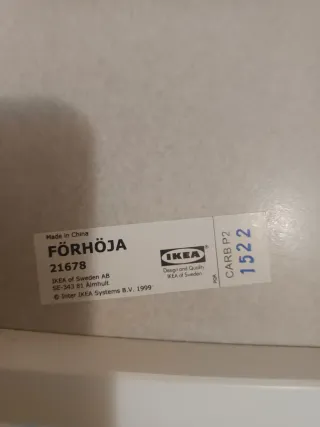 Made in China
FÖRHÖJA
21678
IKEA of Sweden AB
SE-343 81 Älmhult
© Inter IKEA Systems B.V. 1999
IKEA®
Design and Quality
IKEA of Sweden
CARB P2
1522